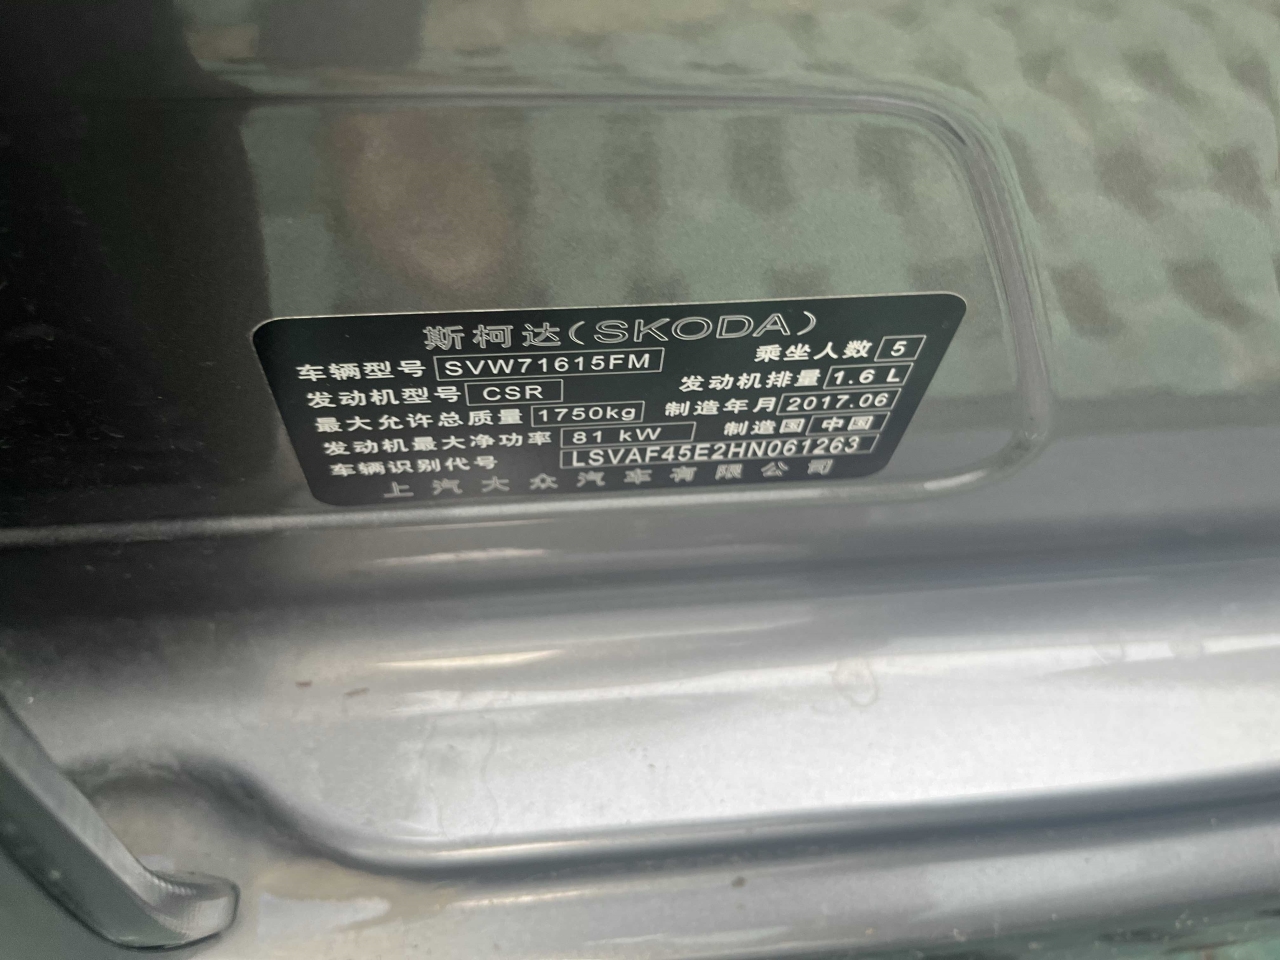 斯柯达(SKODA)
车辆型号 SVW71615FM 乘坐人数 5
发动机型号 CSR 发动机排量 1.6 L
最大允许总质量 1750kg 制造年月 2017.06
发动机最大净功率 81 kW 制造国 中国
车辆识别代号 LSVAF45E2HN061263
上汽大众汽车有限公司